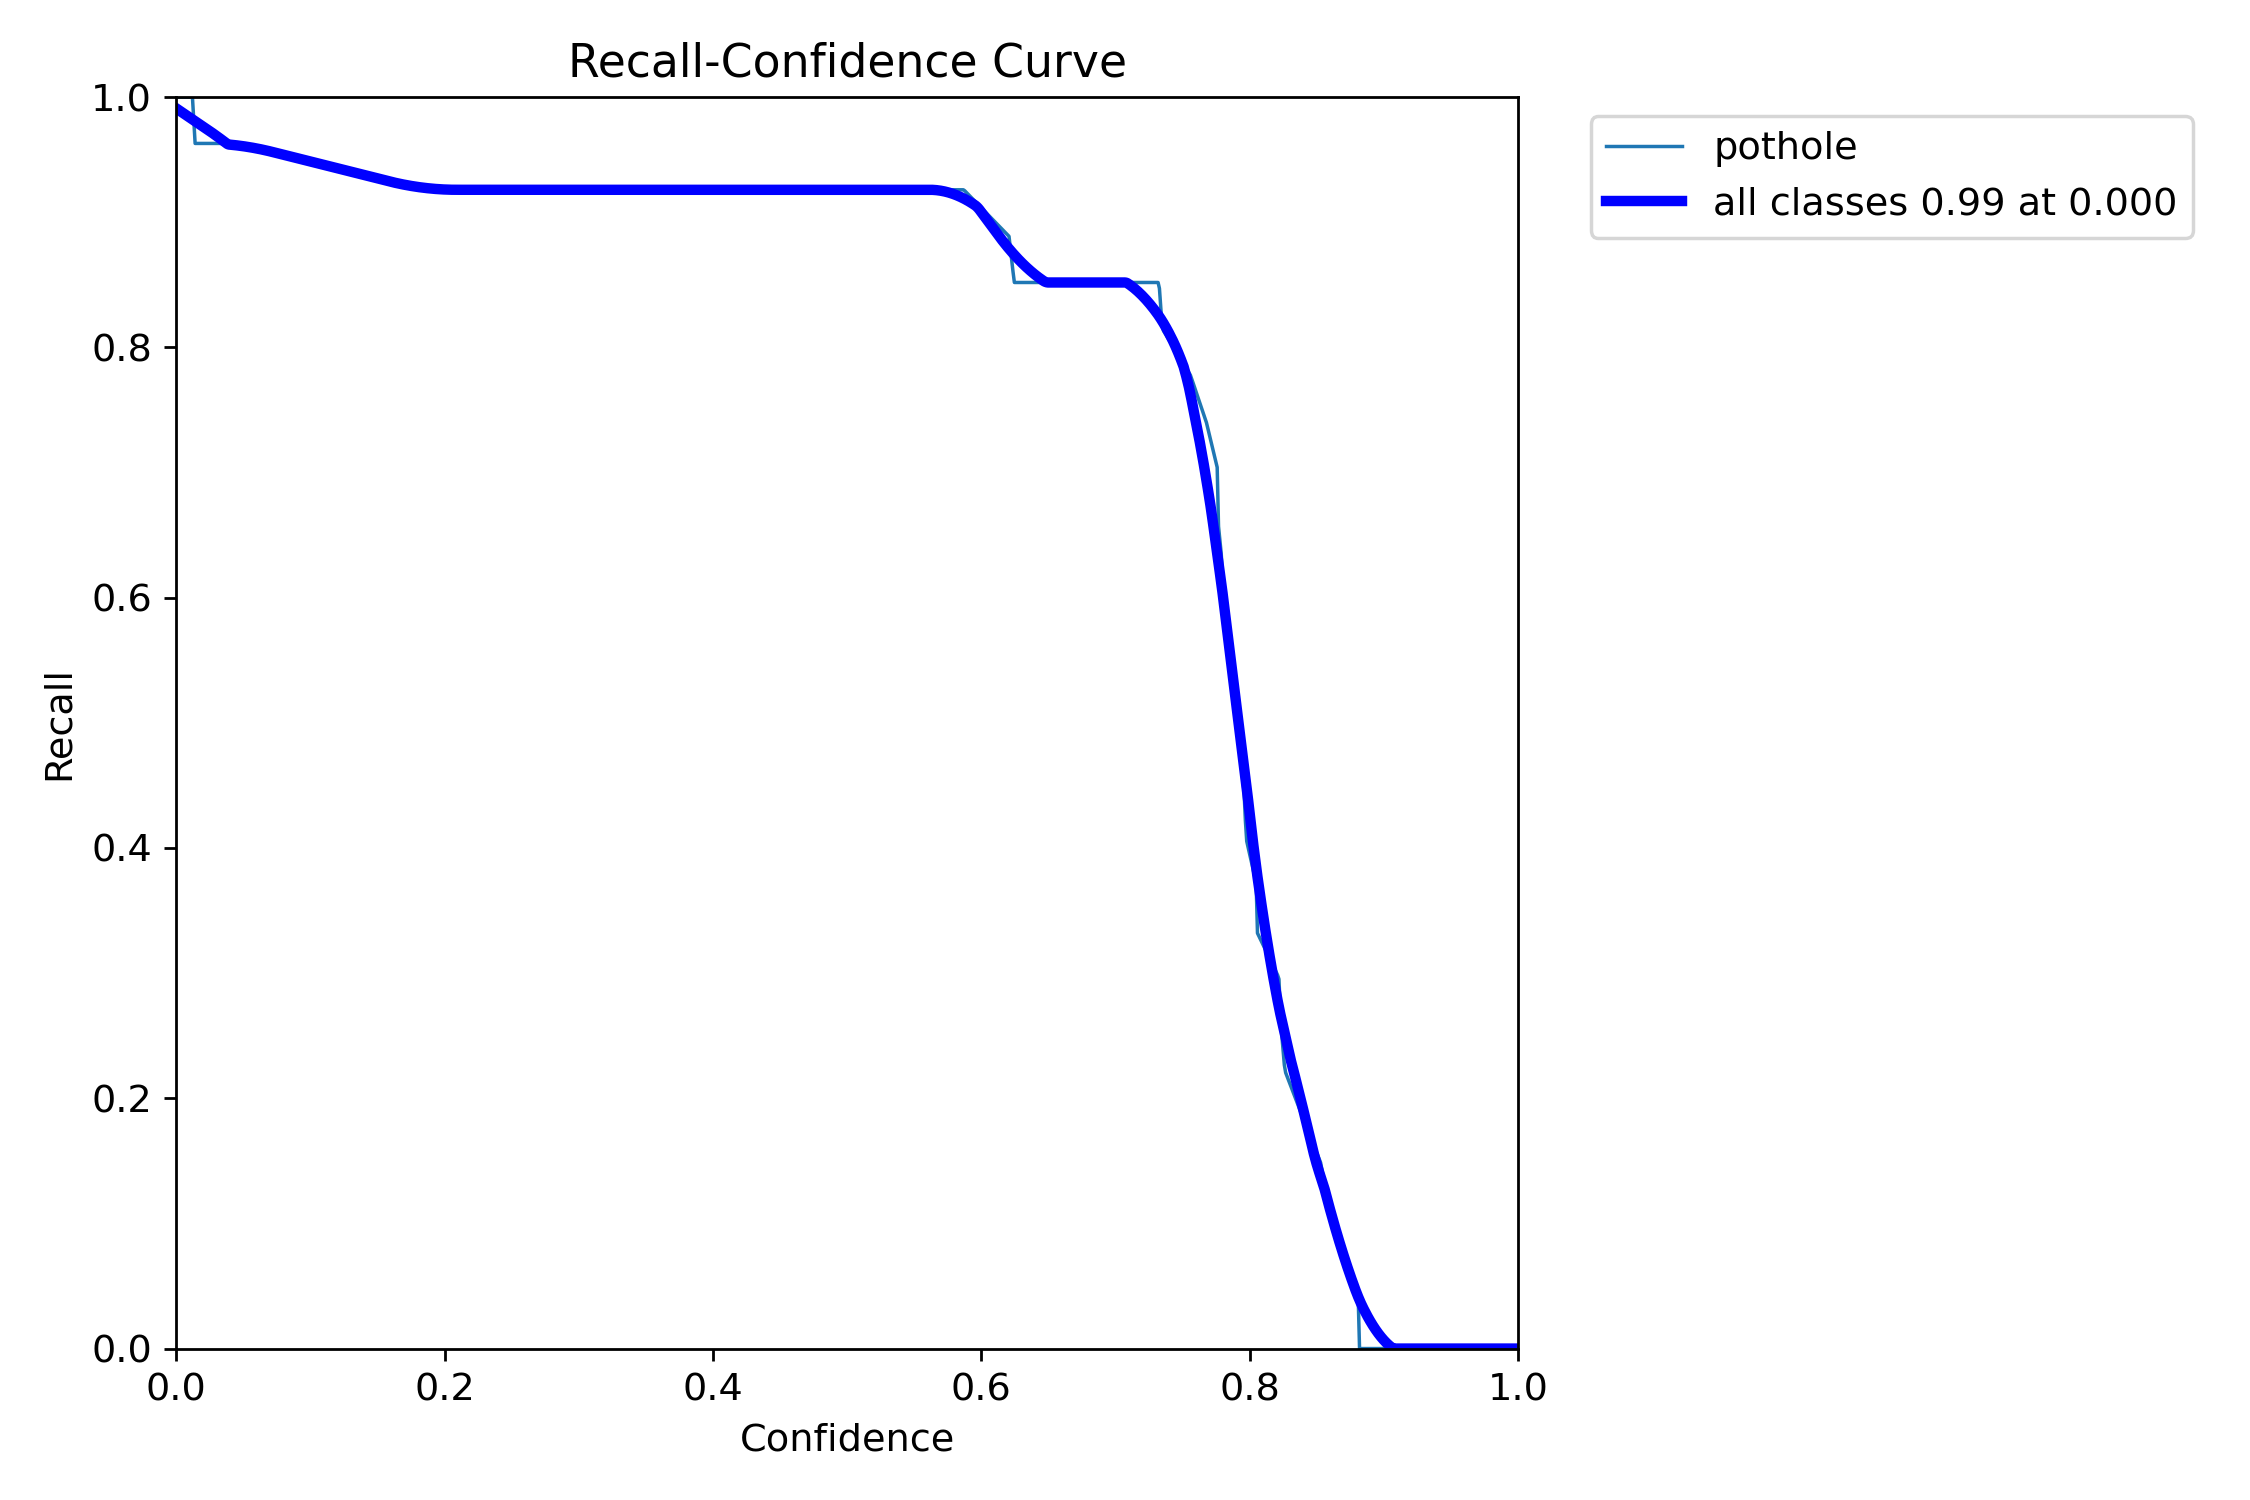 Recall-Confidence Curve
1.0
0.8
0.6
0.4
0.2
0.0
Recall
0.0 0.2 0.4 0.6 0.8 1.0
Confidence
pothole
all classes 0.99 at 0.000